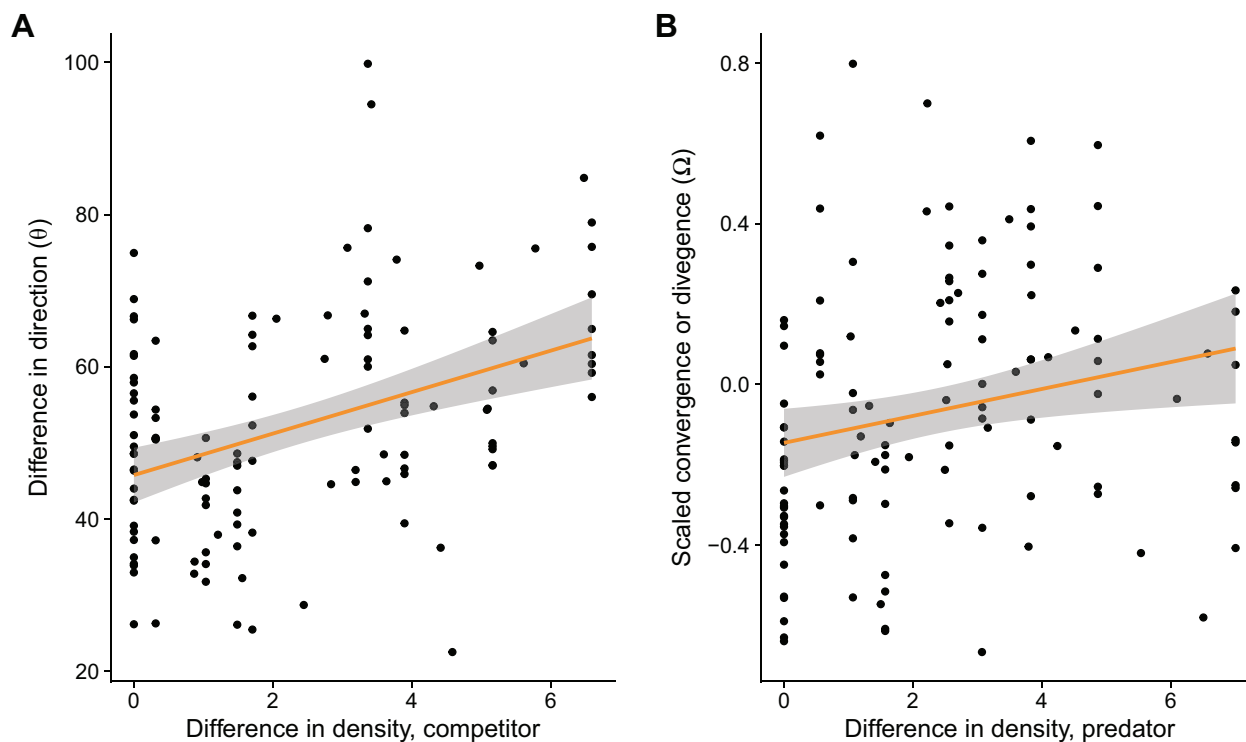 A
B
100
80
60
40
20
Difference in direction (θ)
0
2
4
6
Difference in density, competitor
0.8
0.4
0.0
−0.4
Scaled convergence or divegence (Ω)
0
2
4
6
Difference in density, predator